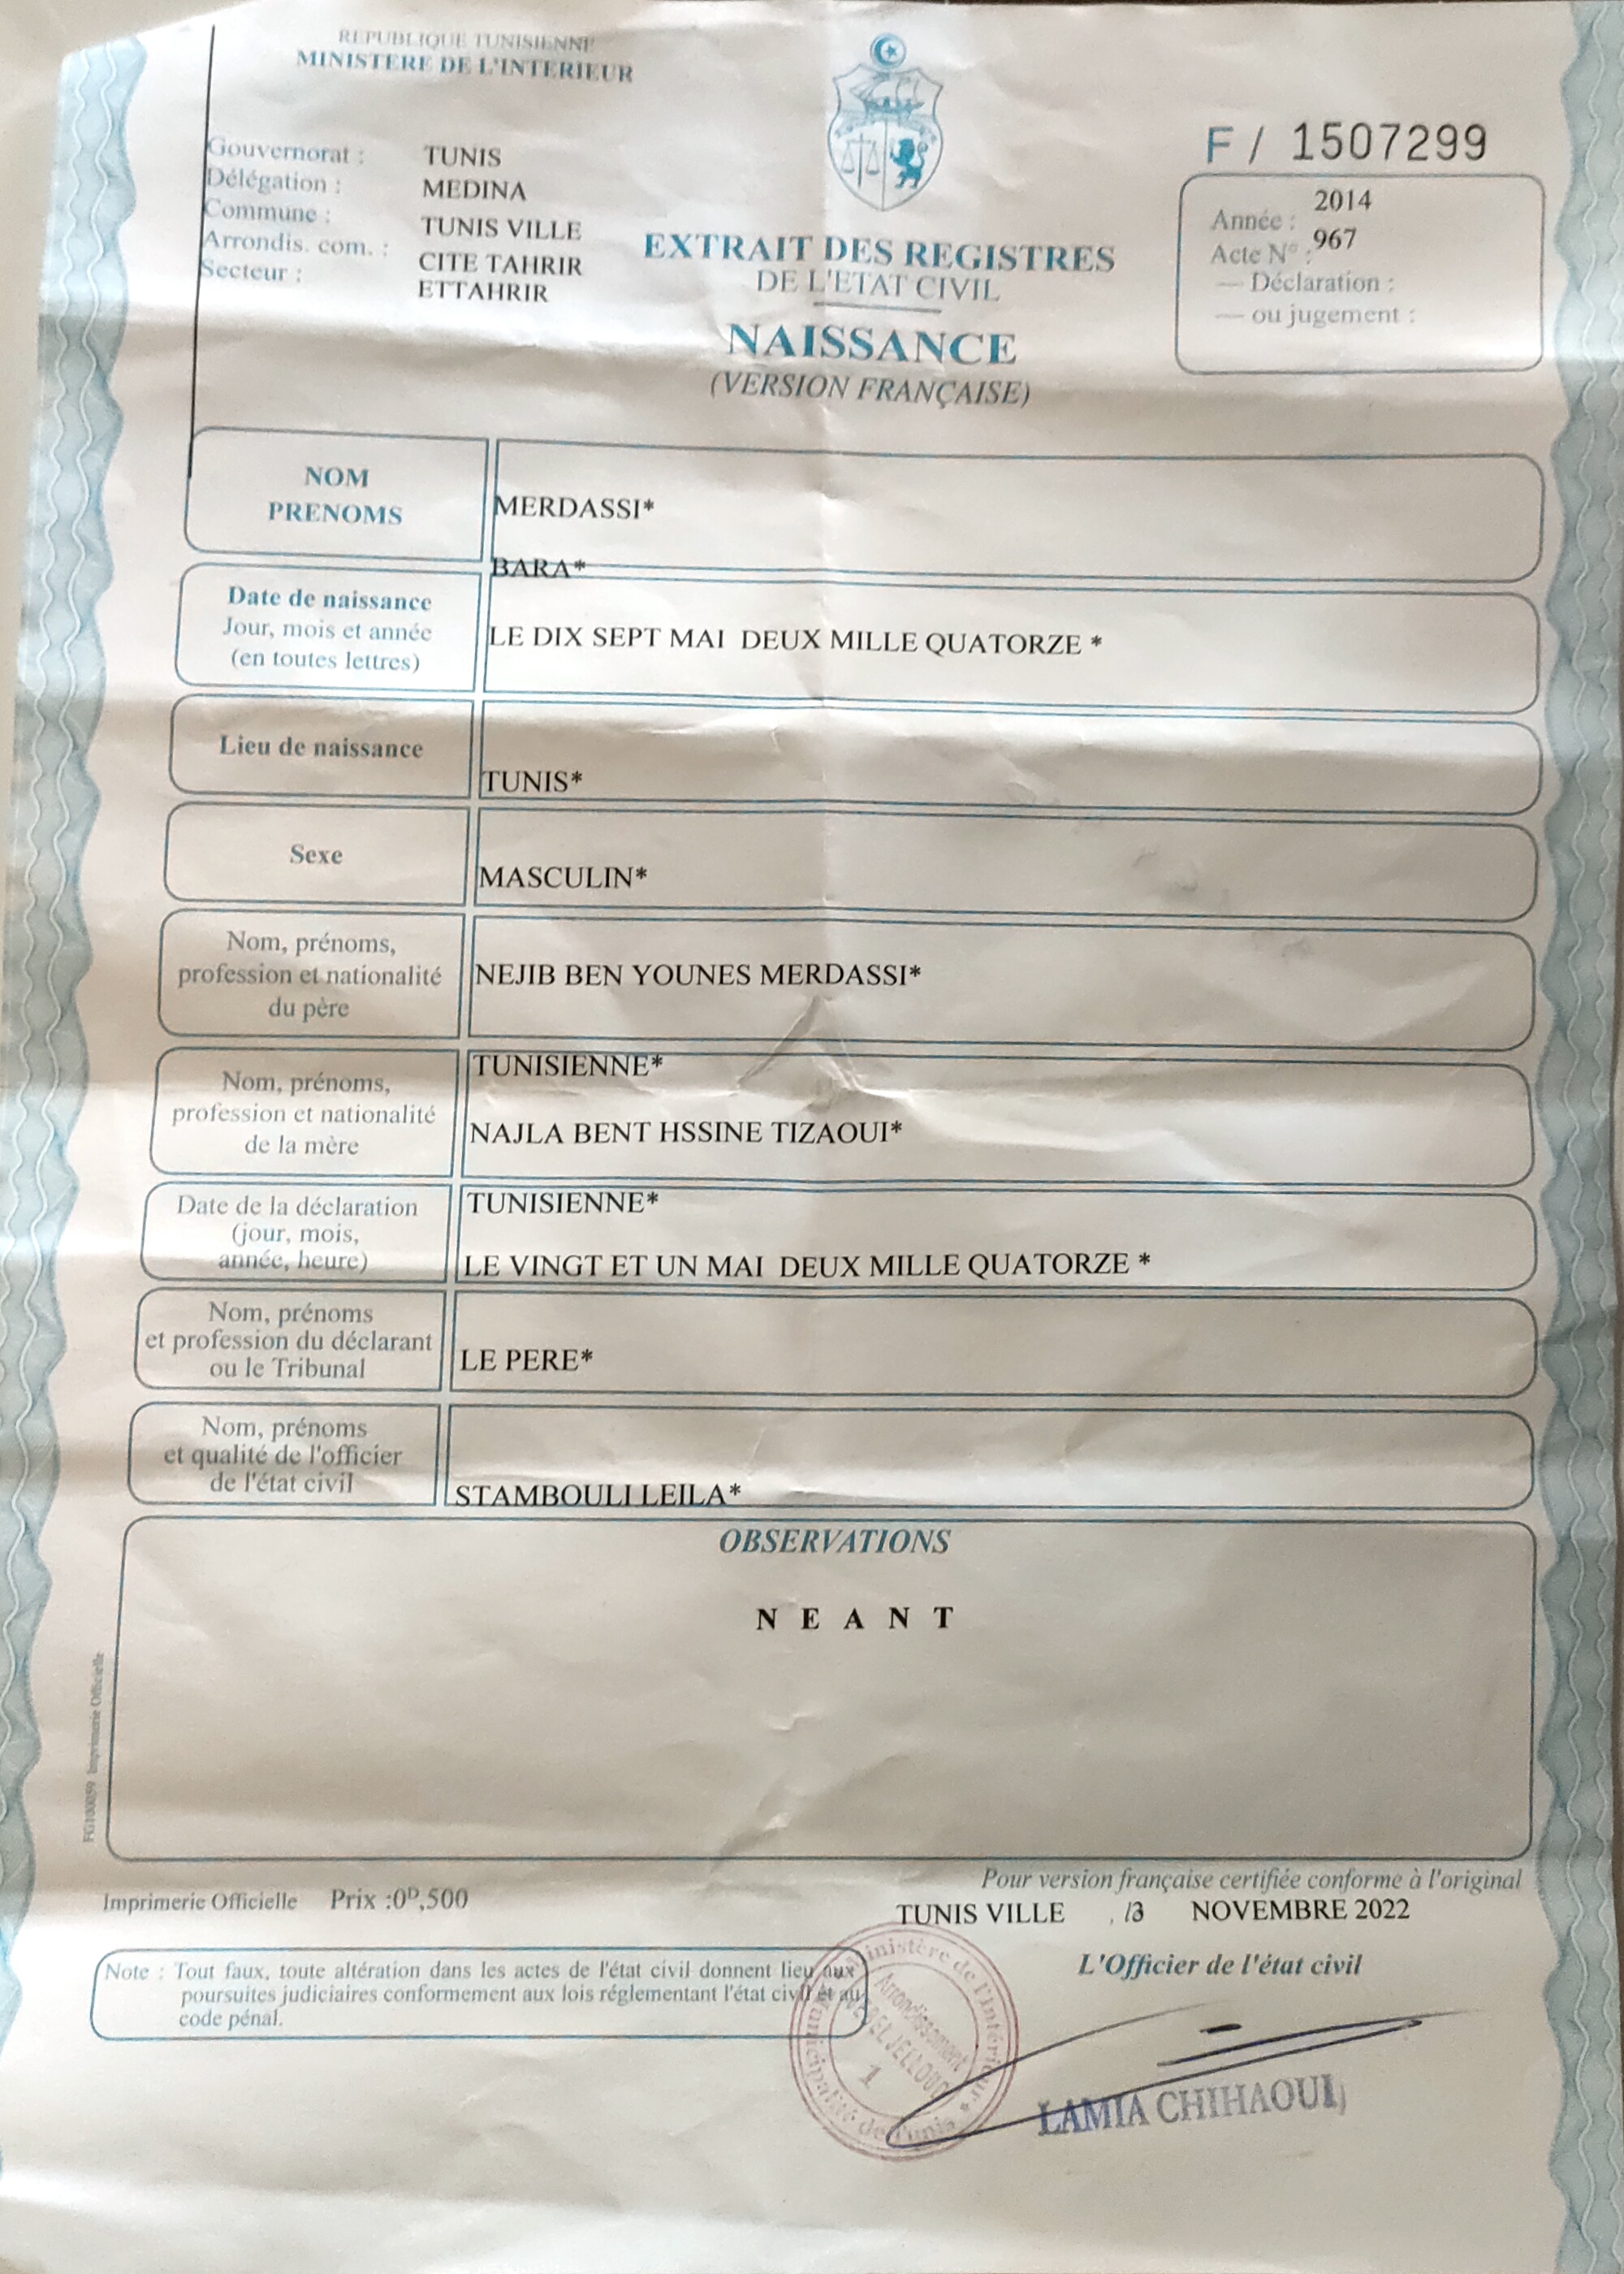 REPUBLIQUE TUNISIENNE
MINISTERE DE L'INTERIEUR
Gouvernorat : TUNIS
Délégation : MEDINA
Commune : TUNIS VILLE
Arrondis. com. : CITE TAHRIR
Secteur : ETTAHRIR
F / 1507299
Année : 2014
Acte N° : 967
— Déclaration :
— ou jugement :
EXTRAIT DES REGISTRES
DE L'ETAT CIVIL
NAISSANCE
(VERSION FRANÇAISE)
NOM
PRENOMS
MERDASSI*
BARA*
Date de naissance
Jour, mois et année
(en toutes lettres)
LE DIX SEPT MAI DEUX MILLE QUATORZE *
Lieu de naissance
TUNIS*
Sexe
MASCULIN*
Nom, prénoms,
profession et nationalité
du père
NEJIB BEN YOUNES MERDASSI*
TUNISIENNE*
Nom, prénoms,
profession et nationalité
de la mère
NAJLA BENT HSSINE TIZAOUI*
TUNISIENNE*
Date de la déclaration
(jour, mois,
année, heure)
LE VINGT ET UN MAI DEUX MILLE QUATORZE *
Nom, prénoms
et profession du déclarant
ou le Tribunal
LE PERE*
Nom, prénoms
et qualité de l'officier
de l'état civil
STAMBOULI LEILA*
OBSERVATIONS
N E A N T
FG100059 Imprimerie Officielle
Imprimerie Officielle Prix :0ᴰ,500
Pour version française certifiée conforme à l'original
TUNIS VILLE , 13 NOVEMBRE 2022
L'Officier de l'état civil
Note : Tout faux, toute altération dans les actes de l'état civil donnent lieu aux
poursuites judiciaires conformement aux lois réglementant l'état civil et au
code pénal.
Ministère de l'Intérieur * Municipalité de Tunis *
Arrondissement
EL JELLOUD
1
LAMIA CHIHAOUI